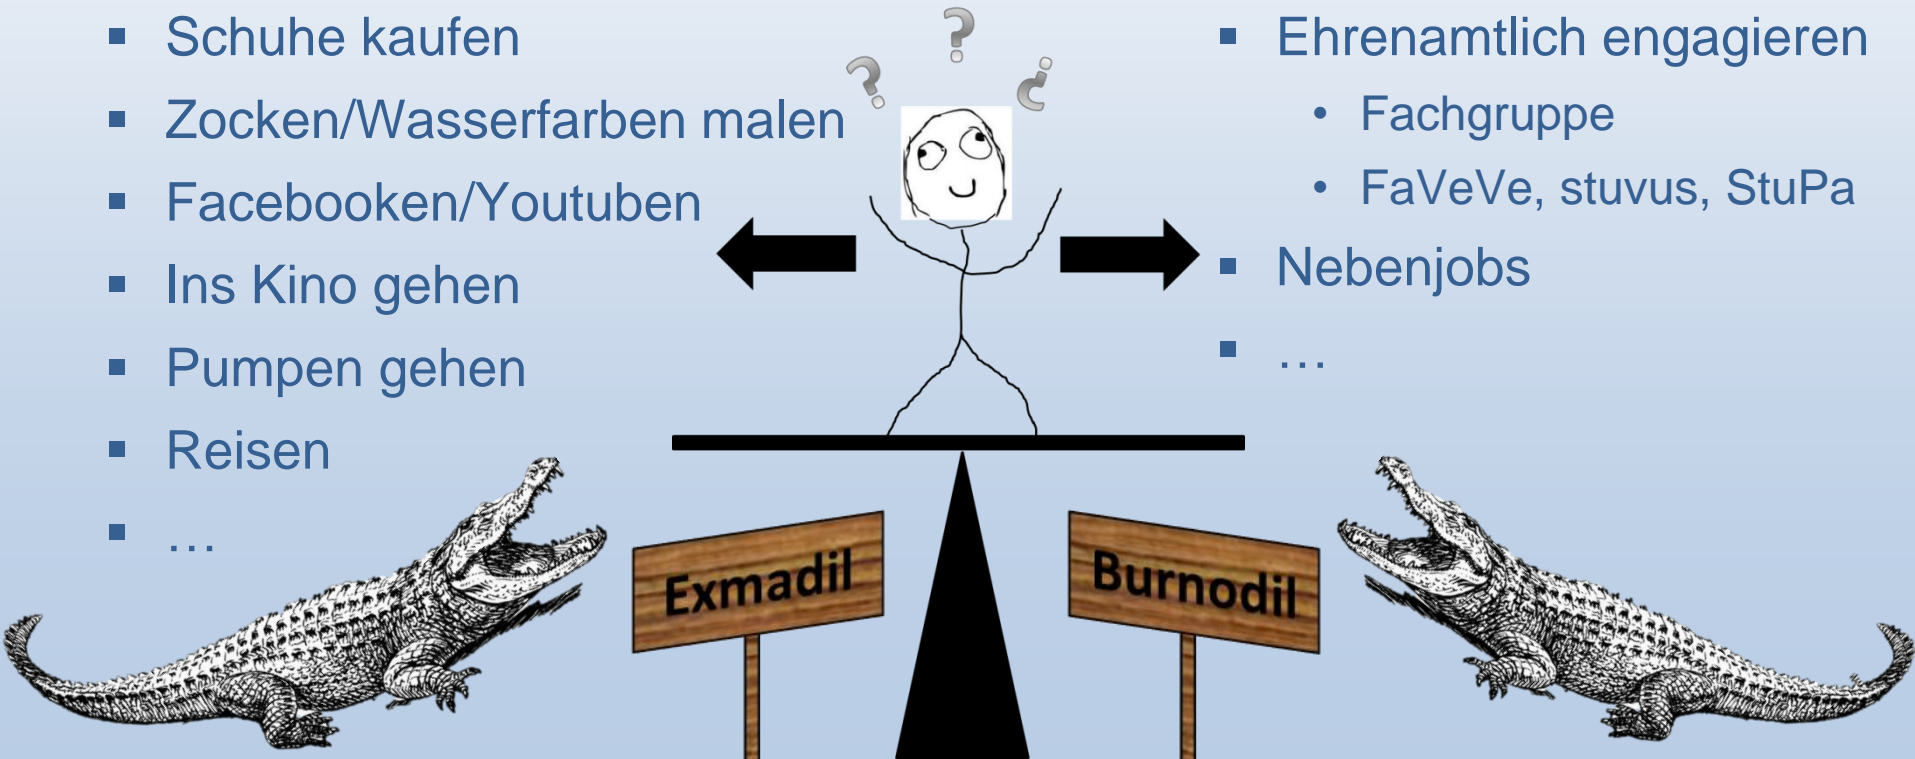 ▪ Schuhe kaufen
▪ Zocken/Wasserfarben malen
▪ Facebooken/Youtuben
▪ Ins Kino gehen
▪ Pumpen gehen
▪ Reisen
▪ …
? ? ?
▪ Ehrenamtlich engagieren
• Fachgruppe
• FaVeVe, stuvus, StuPa
▪ Nebenjobs
▪ …
Exmadil
Burnodil